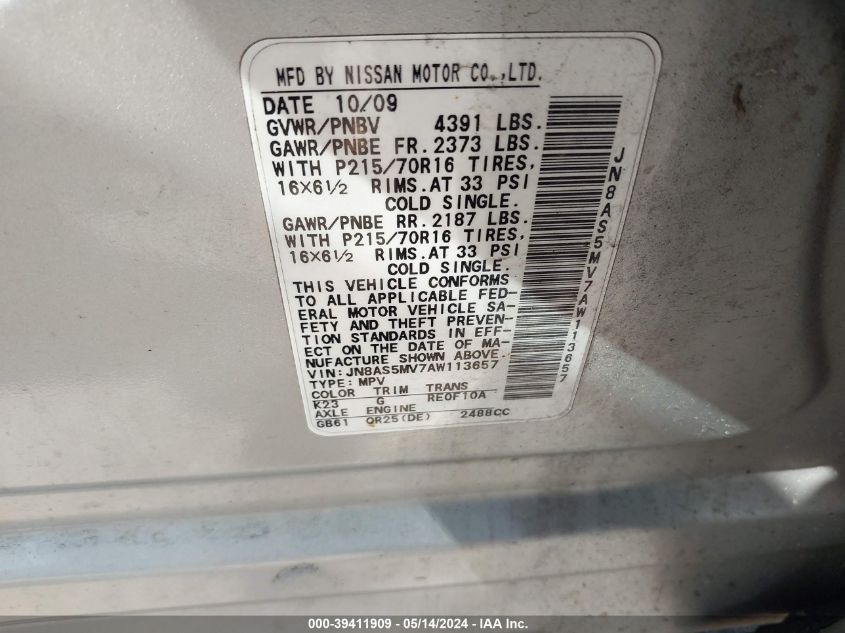 MFD BY NISSAN MOTOR CO.,LTD.
DATE 10/09
GVWR/PNBV 4391 LBS.
GAWR/PNBE FR. 2373 LBS.
WITH P215/70R16 TIRES,
16X6½ RIMS. AT 33 PSI
COLD SINGLE.
GAWR/PNBE RR. 2187 LBS.
WITH P215/70R16 TIRES,
16X6½ RIMS. AT 33 PSI
COLD SINGLE.
THIS VEHICLE CONFORMS
TO ALL APPLICABLE FED-
ERAL MOTOR VEHICLE SA-
FETY AND THEFT PREVEN-
TION STANDARDS IN EFF-
ECT ON THE DATE OF MA-
NUFACTURE SHOWN ABOVE.
VIN: JN8AS5MV7AW113657
TYPE: MPV
COLOR TRIM TRANS
K23 G RE0F10A
AXLE ENGINE
GB61 QR25(DE) 2488CC
JN8AS5MV7AW113657
000-39411909 - 05/14/2024 - IAA Inc.